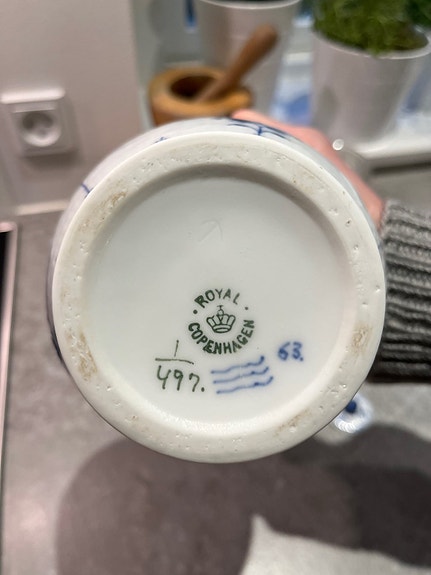 ROYAL
COPENHAGEN
1
497.
63.